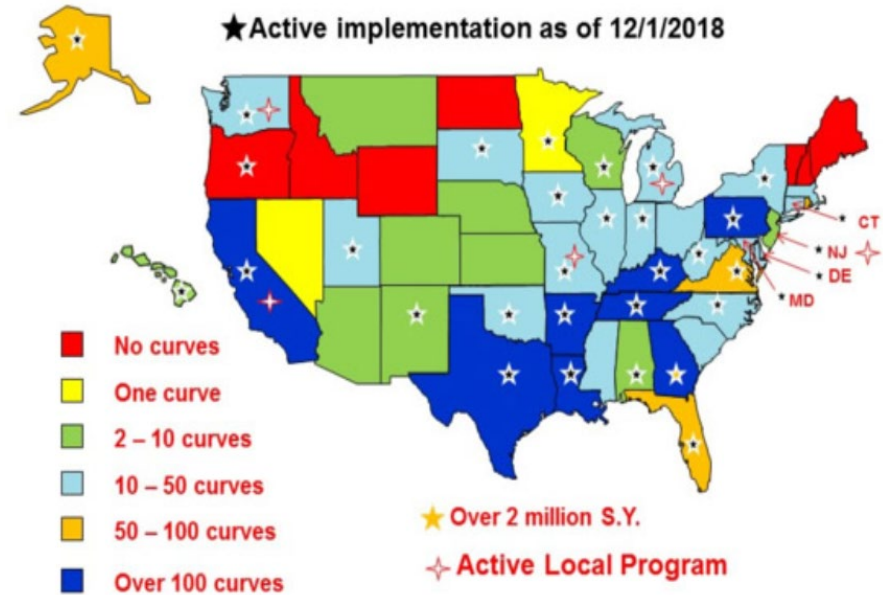 ★Active implementation as of 12/1/2018
CT
NJ
DE
MD
No curves
One curve
2 – 10 curves
10 – 50 curves
50 – 100 curves
Over 100 curves
Over 2 million S.Y.
Active Local Program